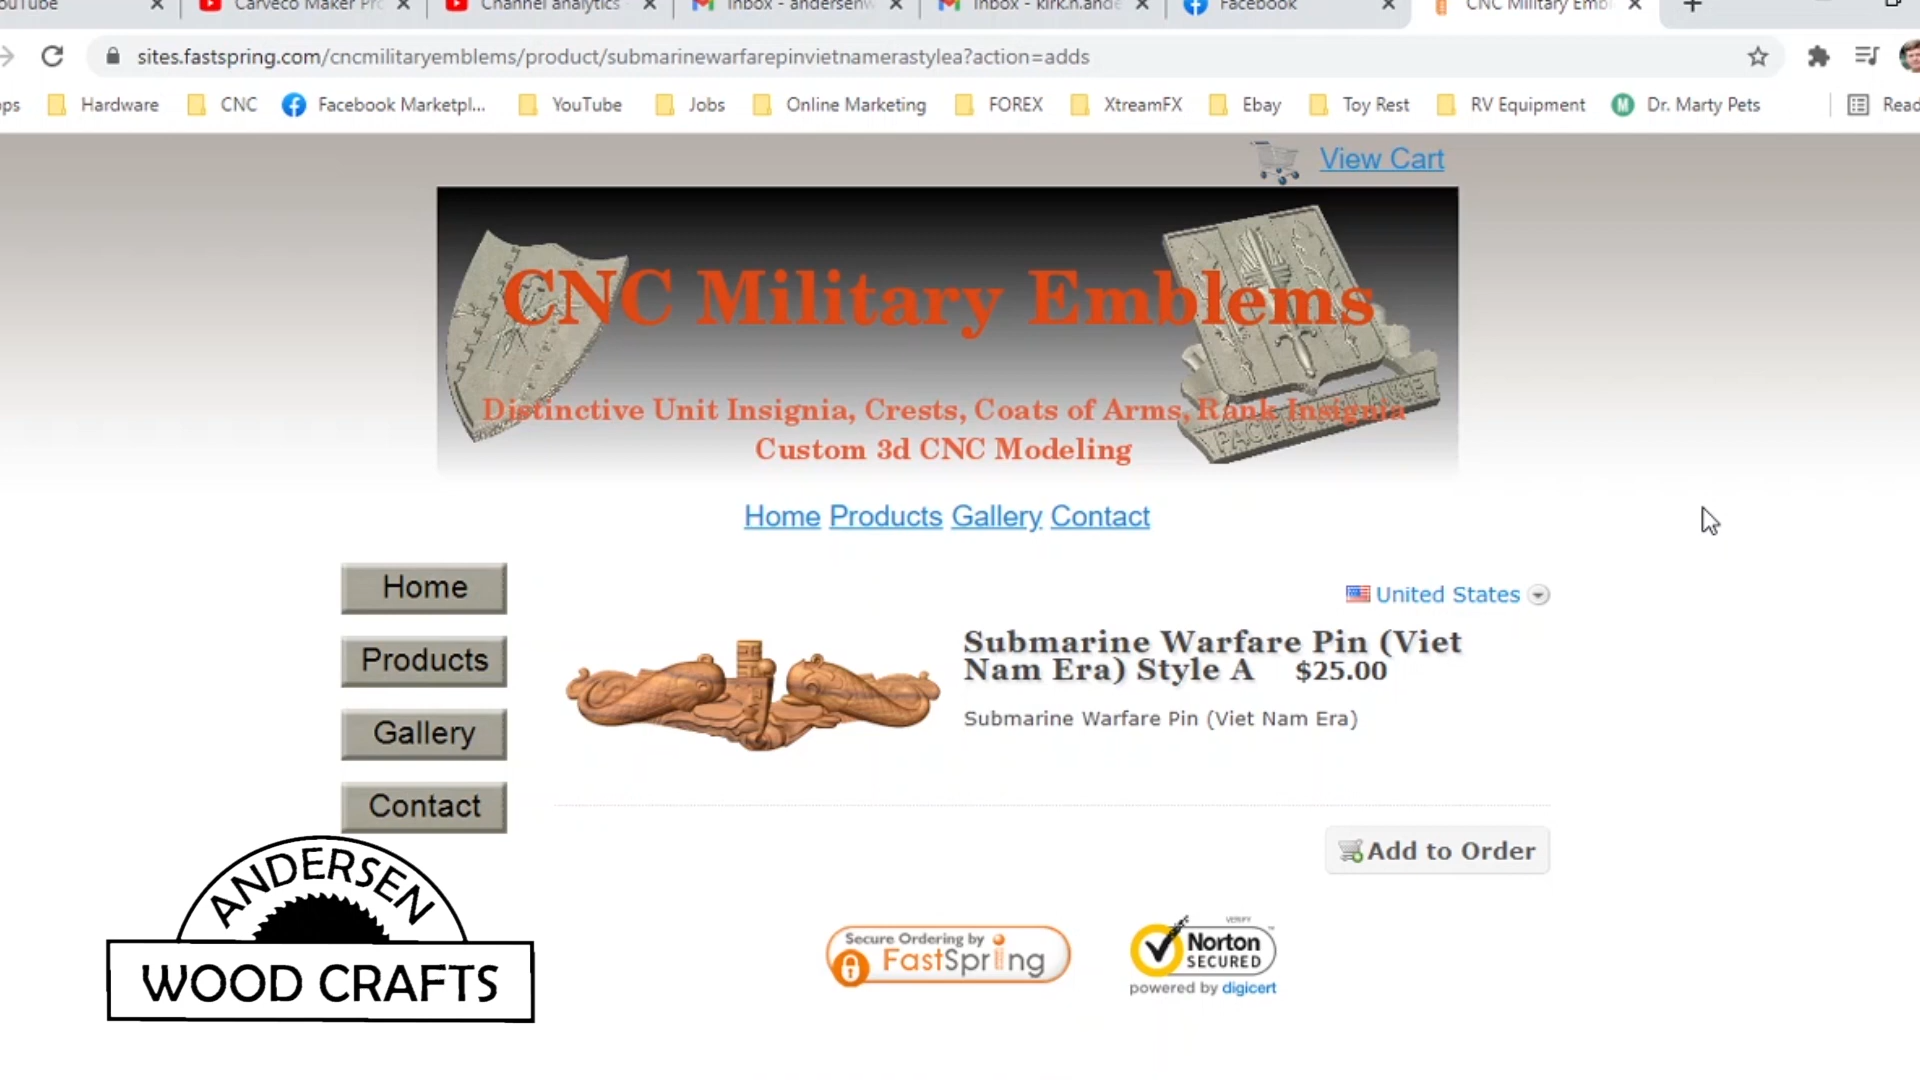 ouTube
Carveco Maker Pro
Channel analytics
Inbox - andersenw
Inbox - kirk.n.ande
Facebook
CNC Military Embl
sites.fastspring.com/cncmilitaryemblems/product/submarinewarfarepinvietnamerastylea?action=adds
ps Hardware CNC Facebook Marketpl... YouTube Jobs Online Marketing FOREX XtreamFX Ebay Toy Rest RV Equipment M Dr. Marty Pets Read
View Cart
CNC Military Emblems
Distinctive Unit Insignia, Crests, Coats of Arms, Rank Insignia
Custom 3d CNC Modeling
Home Products Gallery Contact
Home
Products
Gallery
Contact
United States
Submarine Warfare Pin (Viet
Nam Era) Style A $25.00
Submarine Warfare Pin (Viet Nam Era)
Add to Order
Secure Ordering by
FastSpring
VERIFY
Norton
SECURED
powered by digicert
ANDERSEN
WOOD CRAFTS